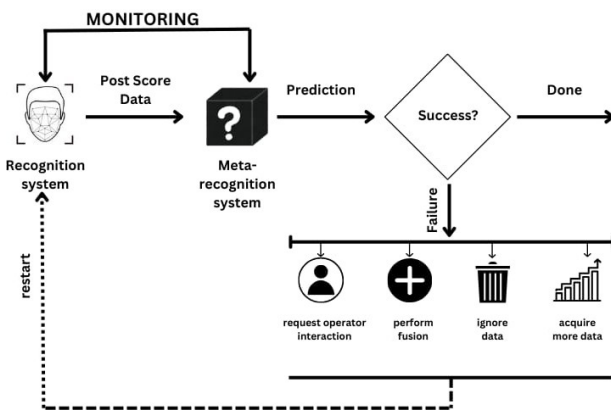 MONITORING
Post Score
Data
Prediction
Success?
Done
?
Recognition
system
Meta-
recognition
system
Failure
restart
request operator
interaction
perform
fusion
ignore
data
acquire
more data